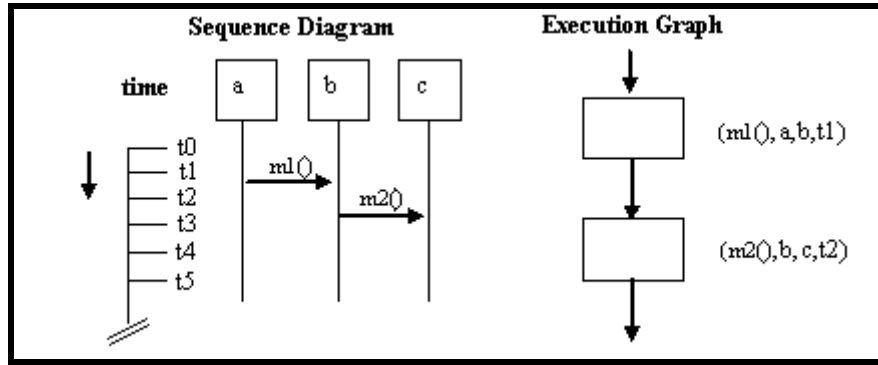 Sequence Diagram
Execution Graph
time
a
b
c
t0
t1
t2
t3
t4
t5
m1()
m2()
(m1(), a,b,t1)
(m2(),b, c,t2)